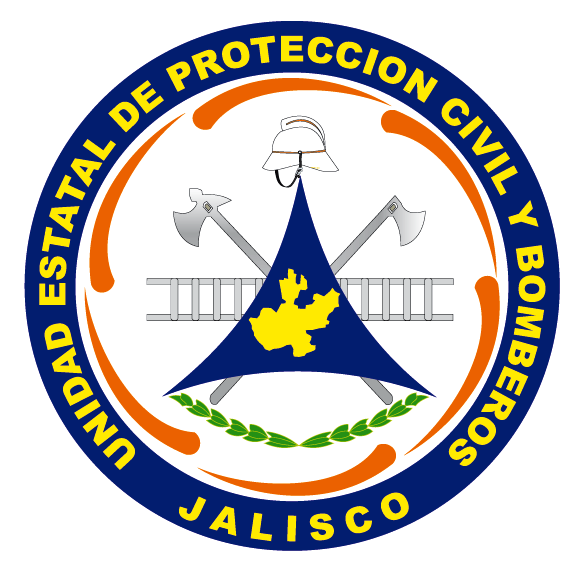 UNIDAD ESTATAL DE PROTECCION CIVIL Y BOMBEROS
JALISCO